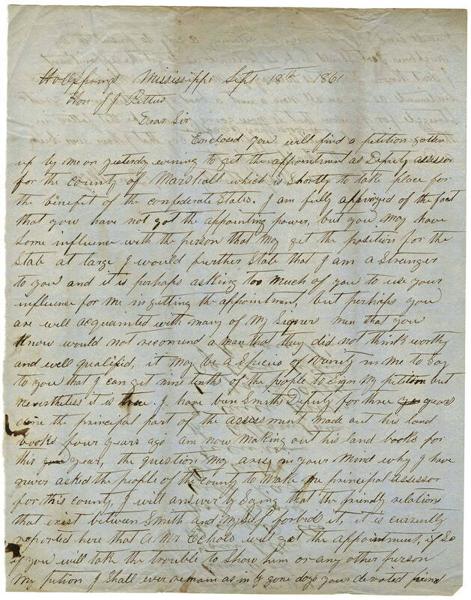 Holly Springs Mississippi Sept 18th 1861
Hon J J Pettus
Dear Sir
Enclosed you will find a petition gotten
up by me on yesterday evening to get the appointment as Deputy assessor
for the County of Marshall which is shortly to take place for
the benefit of the confederate States. I am fully apprised of the fact
that you have not got the appointing power, but you may have
some influence with the person that may get the position for the
State at large I would further State that I am a Stranger
to you and it is perhaps asking too much of you to use your
influence for me in getting the appointment, but perhaps you
are well acquainted with many of my Signers men that you
know would not recomend a man that they did not think worthy
and well qualified, it may be a Species of Vanity in me to Say
to you that I can get nine tenths of the people to sign my petition but
nevertheless it is true. I have bin Smiths Deputy for three years
done the principal part of the assessment made out his land
books four years ago am now making out his land books for
this year, the question may arise in your mind why I have
never asked the people of the county to make me principal assessor
for this county I will answer by Saying that the friendly relations
that exist between Smith and myself forbid it, it is currently
reported here that a Mr Echols will get the appointment, if So
if you will take the trouble to Show him or any other person
my petition I Shall ever remain as in by gone days your devoted friend